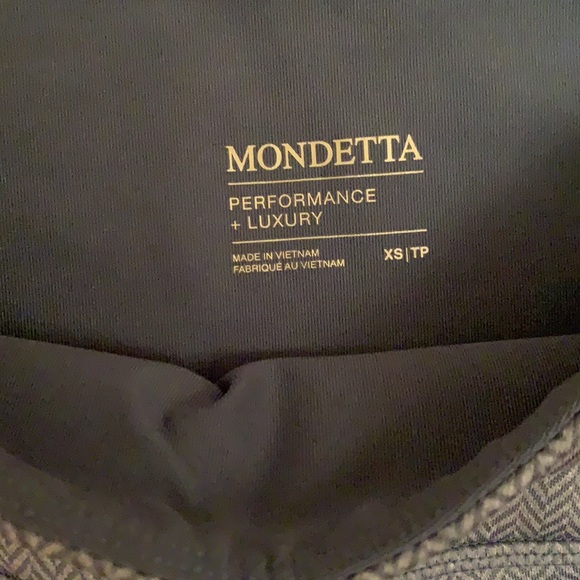 MONDETTA
PERFORMANCE
+ LUXURY
MADE IN VIETNAM
FABRIQUÉ AU VIETNAM
XS|TP